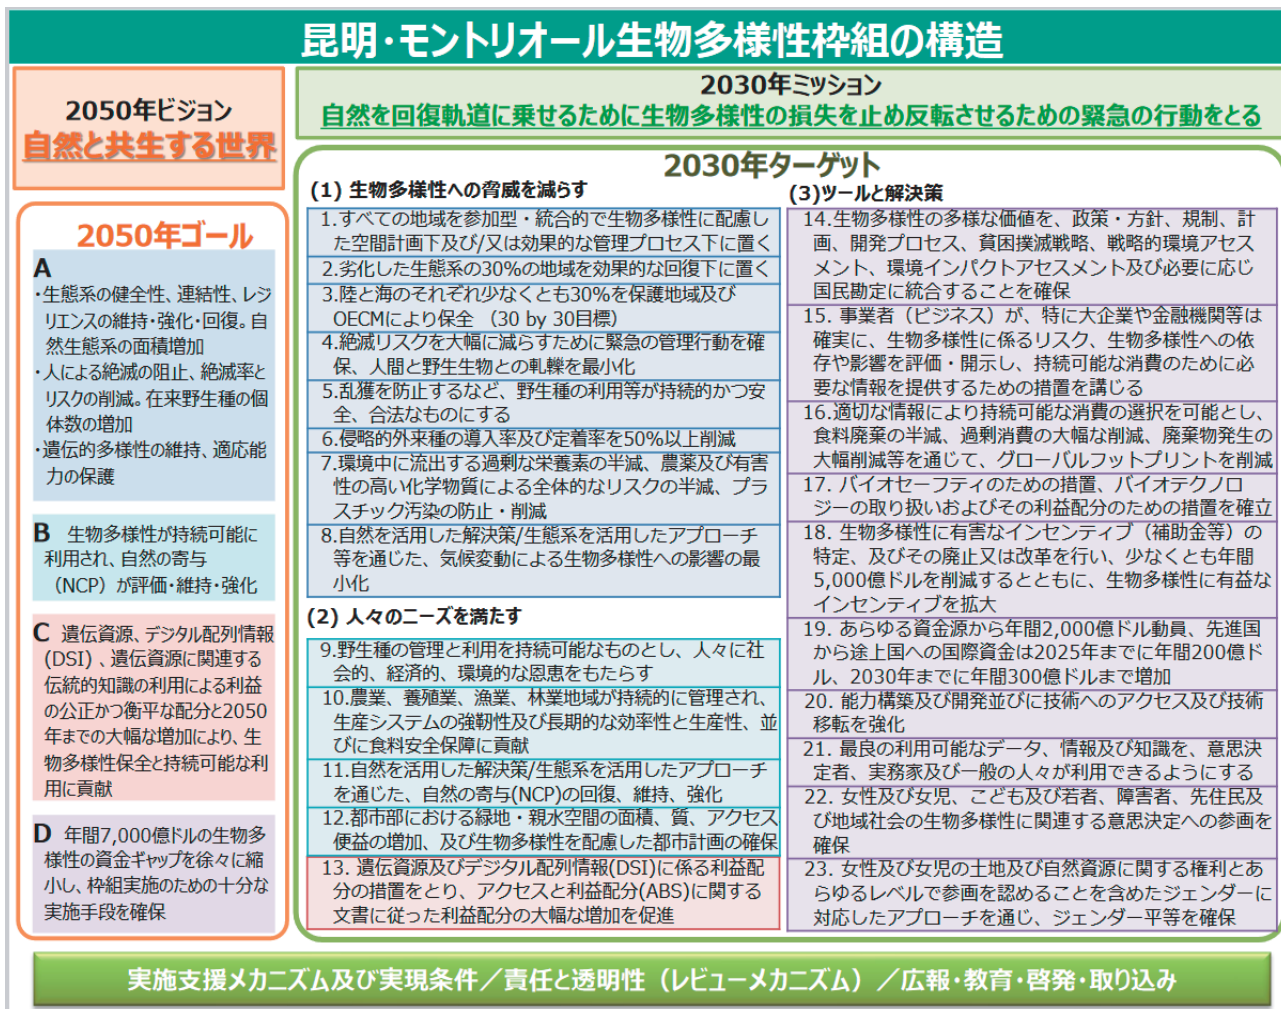 昆明・モントリオール生物多様性枠組の構造
2050年ビジョン
自然と共生する世界
2030年ミッション
自然を回復軌道に乗せるために生物多様性の損失を止め反転させるための緊急の行動をとる
2050年ゴール
A
・生態系の健全性、連結性、レジ
リエンスの維持・強化・回復。自
然生態系の面積増加
・人による絶滅の阻止、絶滅率と
リスクの削減。在来野生種の個
体数の増加
・遺伝的多様性の維持、適応能
力の保護
B 生物多様性が持続可能に
利用され、自然の寄与
（NCP）が評価・維持・強化
C 遺伝資源、デジタル配列情報
(DSI)、遺伝資源に関連する
伝統的知識の利用による利益
の公正かつ衡平な配分と2050
年までの大幅な増加により、生
物多様性保全と持続可能な利
用に貢献
D 年間7,000億ドルの生物多
様性の資金ギャップを徐々に縮
小し、枠組実施のための十分な
実施手段を確保
2030年ターゲット
(1) 生物多様性への脅威を減らす
1.すべての地域を参加型・統合的で生物多様性に配慮し
た空間計画下及び/又は効果的な管理プロセス下に置く
2.劣化した生態系の30%の地域を効果的な回復下に置く
3.陸と海のそれぞれ少なくとも30%を保護地域及び
OECMにより保全 （30 by 30目標）
4.絶滅リスクを大幅に減らすために緊急の管理行動を確
保、人間と野生生物との軋轢を最小化
5.乱獲を防止するなど、野生種の利用等が持続的かつ安
全、合法なものにする
6.侵略的外来種の導入率及び定着率を50%以上削減
7.環境中に流出する過剰な栄養素の半減、農薬及び有害
性の高い化学物質による全体的なリスクの半減、プラ
スチック汚染の防止・削減
8.自然を活用した解決策/生態系を活用したアプローチ
等を通じた、気候変動による生物多様性への影響の最
小化
(2) 人々のニーズを満たす
9.野生種の管理と利用を持続可能なものとし、人々に社
会的、経済的、環境的な恩恵をもたらす
10.農業、養殖業、漁業、林業地域が持続的に管理され、
生産システムの強靭性及び長期的な効率性と生産性、並
びに食料安全保障に貢献
11.自然を活用した解決策/生態系を活用したアプローチ
を通じた、自然の寄与(NCP)の回復、維持、強化
12.都市部における緑地・親水空間の面積、質、アクセス
便益の増加、及び生物多様性を配慮した都市計画の確保
13. 遺伝資源及びデジタル配列情報(DSI)に係る利益配
分の措置をとり、アクセスと利益配分(ABS)に関する
文書に従った利益配分の大幅な増加を促進
(3)ツールと解決策
14.生物多様性の多様な価値を、政策・方針、規制、計
画、開発プロセス、貧困撲滅戦略、戦略的環境アセス
メント、環境インパクトアセスメント及び必要に応じ
国民勘定に統合することを確保
15. 事業者（ビジネス）が、特に大企業や金融機関等は
確実に、生物多様性に係るリスク、生物多様性への依
存や影響を評価・開示し、持続可能な消費のために必
要な情報を提供するための措置を講じる
16.適切な情報により持続可能な消費の選択を可能とし、
食料廃棄の半減、過剰消費の大幅な削減、廃棄物発生の
大幅削減等を通じて、グローバルフットプリントを削減
17. バイオセーフティのための措置、バイオテクノロ
ジーの取り扱いおよびその利益配分のための措置を確立
18. 生物多様性に有害なインセンティブ（補助金等）の
特定、及びその廃止又は改革を行い、少なくとも年間
5,000億ドルを削減するとともに、生物多様性に有益な
インセンティブを拡大
19. あらゆる資金源から年間2,000億ドル動員、先進国
から途上国への国際資金は2025年までに年間200億ド
ル、2030年までに年間300億ドルまで増加
20. 能力構築及び開発並びに技術へのアクセス及び技術
移転を強化
21. 最良の利用可能なデータ、情報及び知識を、意思決
定者、実務家及び一般の人々が利用できるようにする
22. 女性及び女児、こども及び若者、障害者、先住民及
び地域社会の生物多様性に関連する意思決定への参画を
確保
23. 女性及び女児の土地及び自然資源に関する権利とあ
らゆるレベルで参画を認めることを含めたジェンダーに
対応したアプローチを通じ、ジェンダー平等を確保
実施支援メカニズム及び実現条件／責任と透明性（レビューメカニズム）／広報・教育・啓発・取り込み